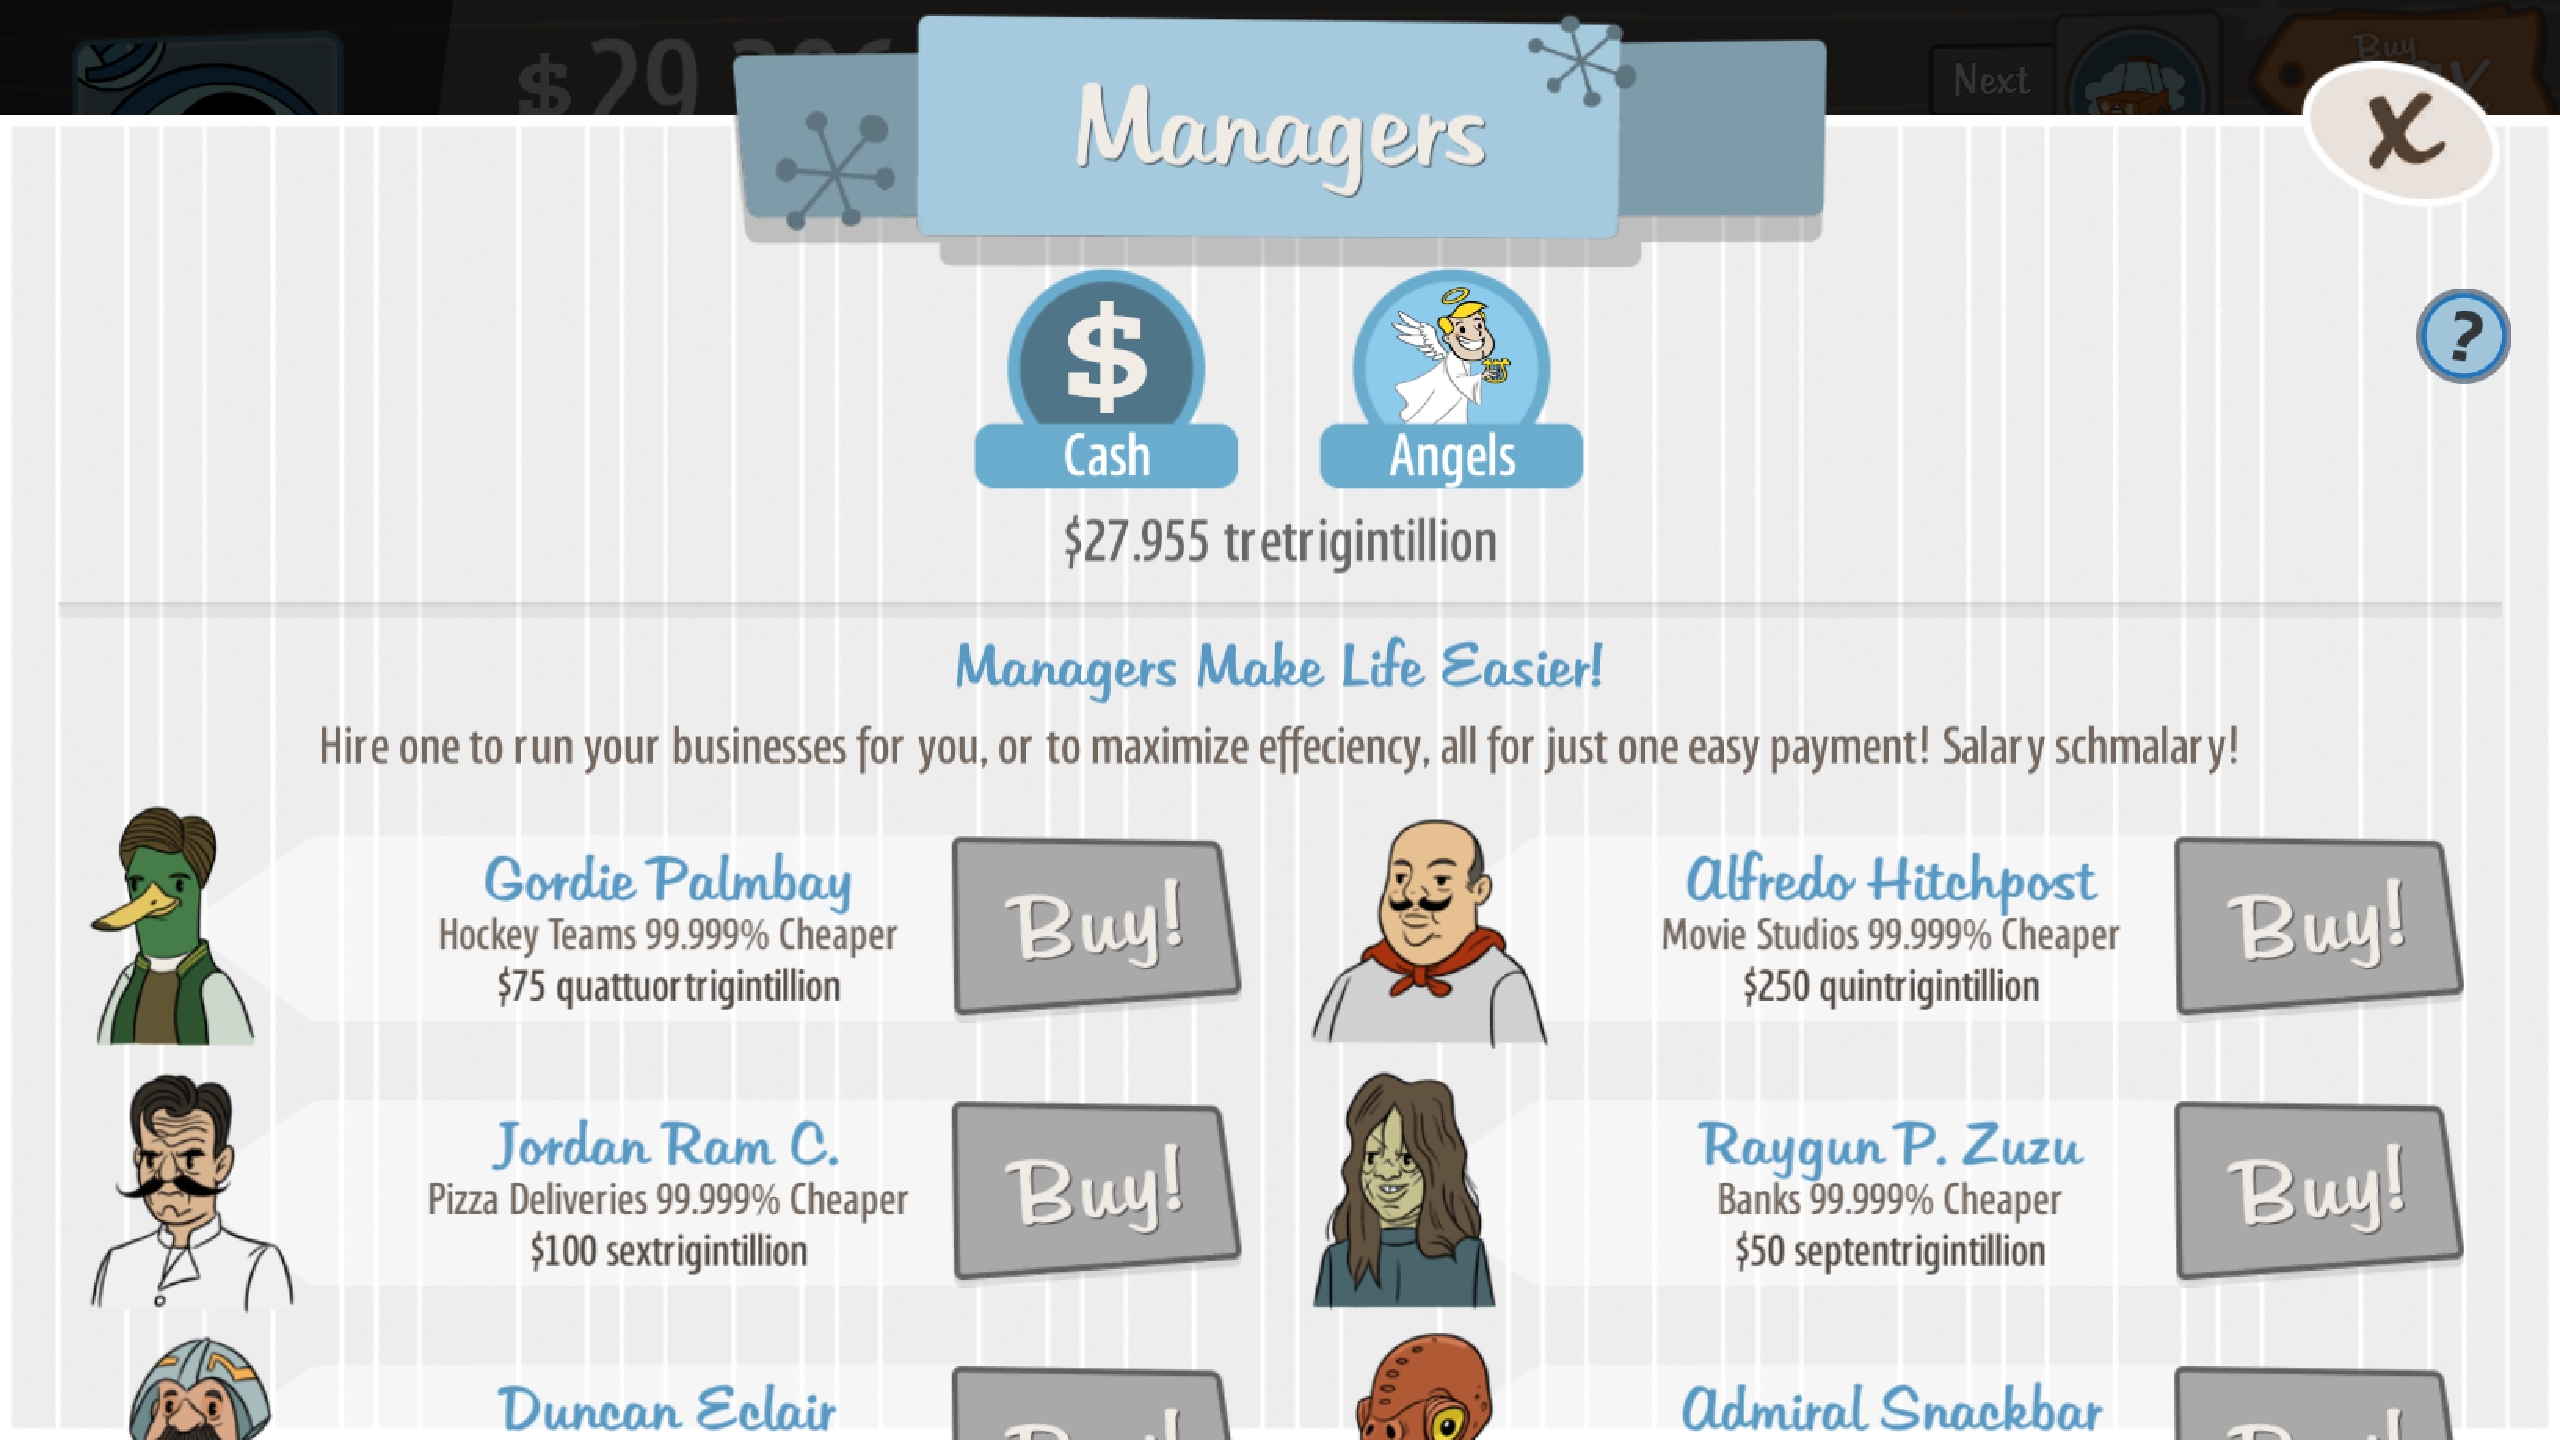 $29
Next
Buy
Managers
X
$
?
Cash
Angels
$27.955 tretrigintillion
Managers Make Life Easier!
Hire one to run your businesses for you, or to maximize effeciency, all for just one easy payment! Salary schmalary!
Gordie Palmbay
Hockey Teams 99.999% Cheaper
$75 quattuortrigintillion
Buy!
Alfredo Hitchpost
Movie Studios 99.999% Cheaper
$250 quintrigintillion
Buy!
Jordan Ram C.
Pizza Deliveries 99.999% Cheaper
$100 sextrigintillion
Buy!
Raygun P. Zuzu
Banks 99.999% Cheaper
$50 septentrigintillion
Buy!
Duncan Eclair
Admiral Snackbar